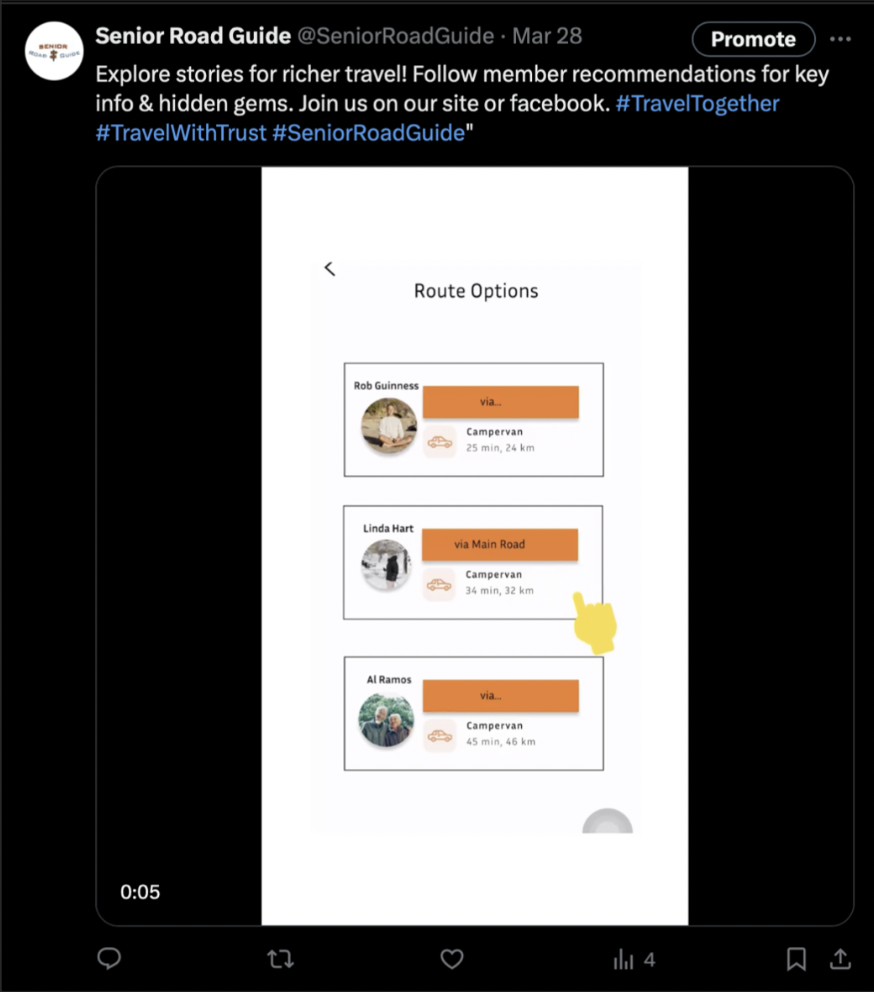 SENIOR
ROAD GUIDE
Senior Road Guide @SeniorRoadGuide · Mar 28
Promote
Explore stories for richer travel! Follow member recommendations for key
info & hidden gems. Join us on our site or facebook. #TravelTogether
#TravelWithTrust #SeniorRoadGuide"
Route Options
Rob Guinness
via...
Campervan
25 min, 24 km
Linda Hart
via Main Road
Campervan
34 min, 32 km
Al Ramos
via...
Campervan
45 min, 46 km
0:05
4